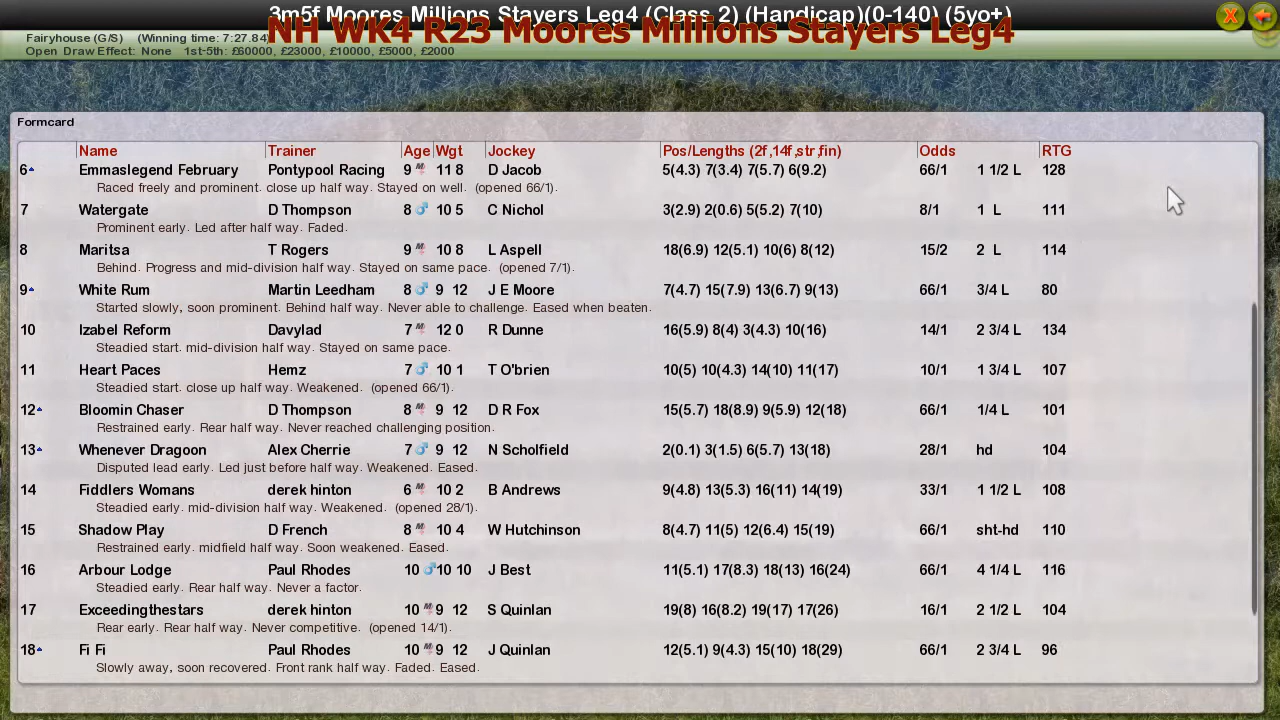 3m5f Moores Millions Stayers Leg4 (Class 2) (Handicap)(0-140) (5yo+)
NH WK4 R23 Moores Millions Stayers Leg4
Fairyhouse (G/S) (Winning time: 7:27.84)
Open Draw Effect: None 1st-5th: £60000, £23000, £10000, £5000, £2000
Formcard
Name Trainer Age Wgt Jockey Pos/Lengths (2f,14f,str,fin) Odds RTG
6 Emmaslegend February Pontypool Racing 9 11 8 D Jacob 5(4.3) 7(3.4) 7(5.7) 6(9.2) 66/1 1 1/2 L 128
Raced freely and prominent. close up half way. Stayed on well. (opened 66/1).
7 Watergate D Thompson 8 10 5 C Nichol 3(2.9) 2(0.6) 5(5.2) 7(10) 8/1 1 L 111
Prominent early. Led after half way. Faded.
8 Maritsa T Rogers 9 10 8 L Aspell 18(6.9) 12(5.1) 10(6) 8(12) 15/2 2 L 114
Behind. Progress and mid-division half way. Stayed on same pace. (opened 7/1).
9 White Rum Martin Leedham 8 9 12 J E Moore 7(4.7) 15(7.9) 13(6.7) 9(13) 66/1 3/4 L 80
Started slowly, soon prominent. Behind half way. Never able to challenge. Eased when beaten.
10 Izabel Reform Davylad 7 12 0 R Dunne 16(5.9) 8(4) 3(4.3) 10(16) 14/1 2 3/4 L 134
Steadied start. mid-division half way. Stayed on same pace.
11 Heart Paces Hemz 7 10 1 T O'brien 10(5) 10(4.3) 14(10) 11(17) 10/1 1 3/4 L 107
Steadied start. close up half way. Weakened. (opened 66/1).
12 Bloomin Chaser D Thompson 8 9 12 D R Fox 15(5.7) 18(8.9) 9(5.9) 12(18) 66/1 1/4 L 101
Restrained early. Rear half way. Never reached challenging position.
13 Whenever Dragoon Alex Cherrie 7 9 12 N Scholfield 2(0.1) 3(1.5) 6(5.7) 13(18) 28/1 hd 104
Disputed lead early. Led just before half way. Weakened. Eased.
14 Fiddlers Womans derek hinton 6 10 2 B Andrews 9(4.8) 13(5.3) 16(11) 14(19) 33/1 1 1/2 L 108
Steadied early. mid-division half way. Weakened. (opened 28/1).
15 Shadow Play D French 8 10 4 W Hutchinson 8(4.7) 11(5) 12(6.4) 15(19) 66/1 sht-hd 110
Restrained early. midfield half way. Soon weakened. Eased.
16 Arbour Lodge Paul Rhodes 10 10 10 J Best 11(5.1) 17(8.3) 18(13) 16(24) 66/1 4 1/4 L 116
Steadied early. Rear half way. Never a factor.
17 Exceedingthestars derek hinton 10 9 12 S Quinlan 19(8) 16(8.2) 19(17) 17(26) 16/1 2 1/2 L 104
Rear early. Rear half way. Never competitive. (opened 14/1).
18 Fi Fi Paul Rhodes 10 9 12 J Quinlan 12(5.1) 9(4.3) 15(10) 18(29) 66/1 2 3/4 L 96
Slowly away, soon recovered. Front rank half way. Faded. Eased.